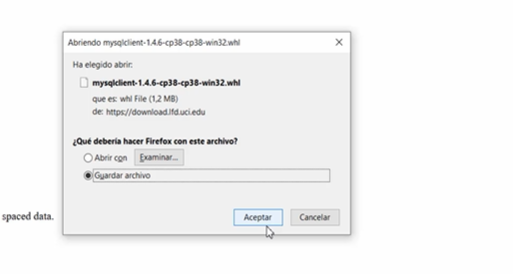 Abriendo mysqlclient-1.4.6-cp38-cp38-win32.whl
Ha elegido abrir:
mysqlclient-1.4.6-cp38-cp38-win32.whl
que es: whl File (1,2 MB)
de: https://download.lfd.uci.edu
¿Qué debería hacer Firefox con este archivo?
Abrir con Examinar...
Guardar archivo
spaced data.
Aceptar Cancelar